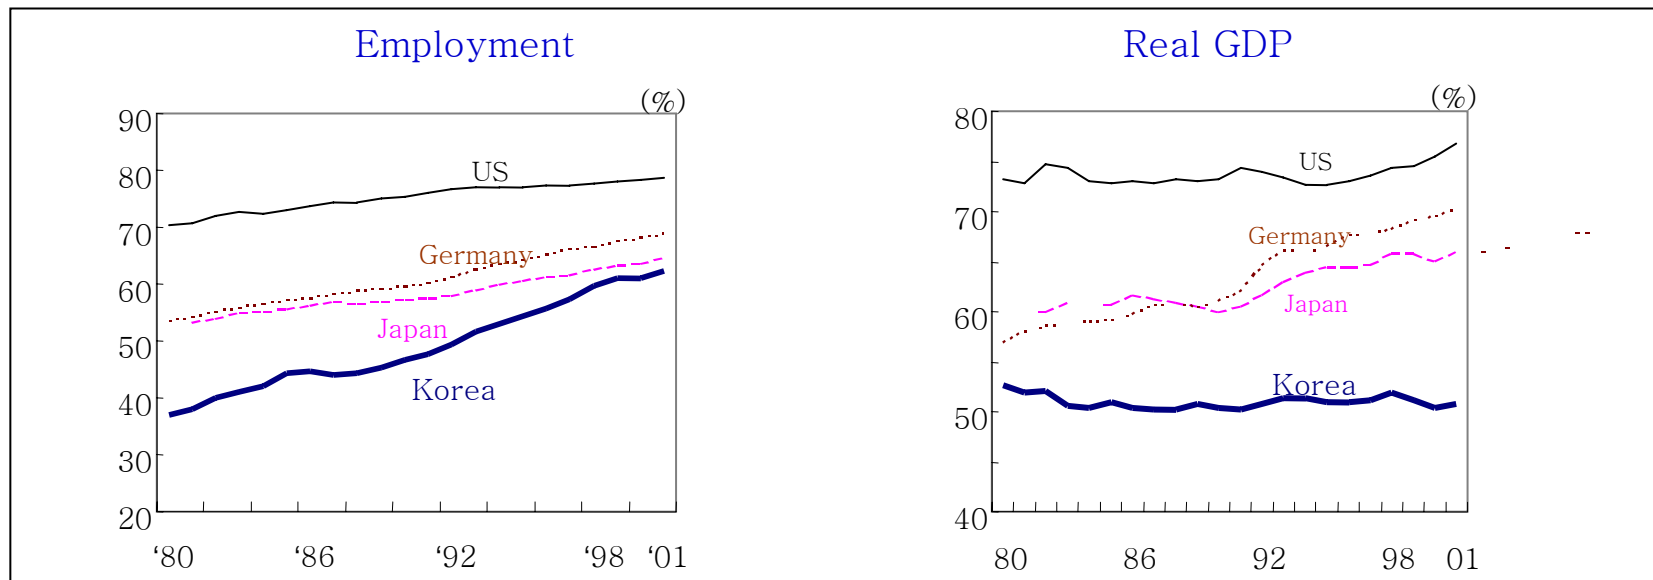 Employment
(%)
90
80
70
60
50
40
30
20
US
Germany
Japan
Korea
‘80 ‘86 ‘92 ‘98 ‘01
Real GDP
(%)
80
70
60
50
40
US
Germany
Japan
Korea
80 86 92 98 01